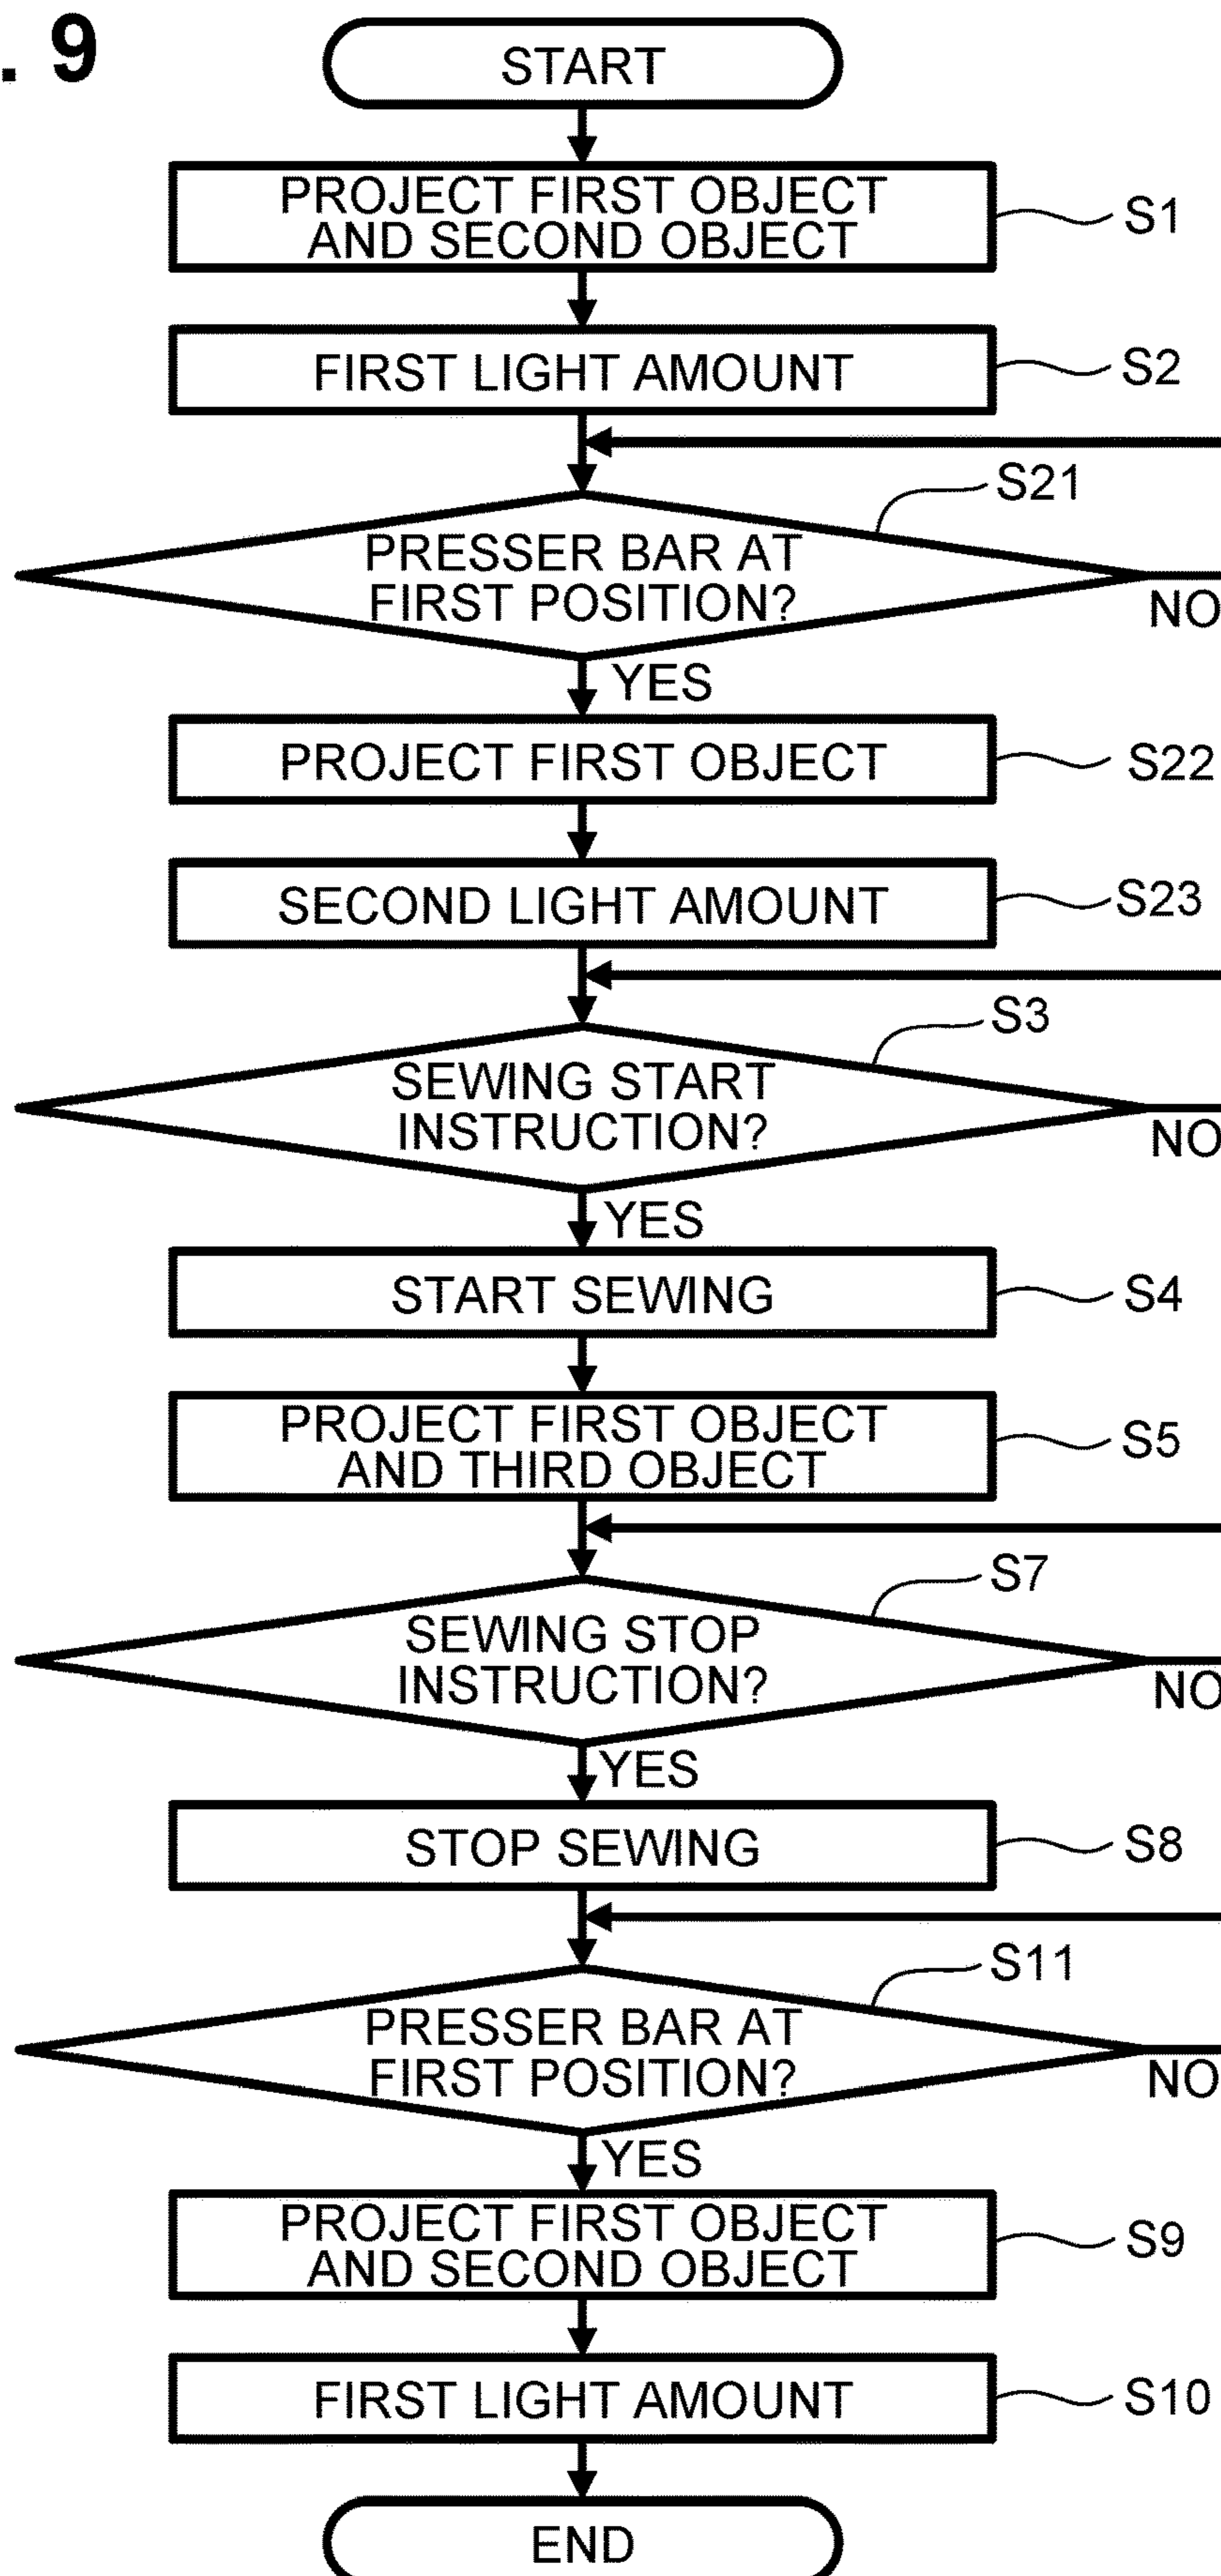 . 9
START
PROJECT FIRST OBJECT
AND SECOND OBJECT
S1
FIRST LIGHT AMOUNT
S2
S21
PRESSER BAR AT
FIRST POSITION?
NO
YES
PROJECT FIRST OBJECT
S22
SECOND LIGHT AMOUNT
S23
S3
SEWING START
INSTRUCTION?
NO
YES
START SEWING
S4
PROJECT FIRST OBJECT
AND THIRD OBJECT
S5
S7
SEWING STOP
INSTRUCTION?
NO
YES
STOP SEWING
S8
S11
PRESSER BAR AT
FIRST POSITION?
NO
YES
PROJECT FIRST OBJECT
AND SECOND OBJECT
S9
FIRST LIGHT AMOUNT
S10
END